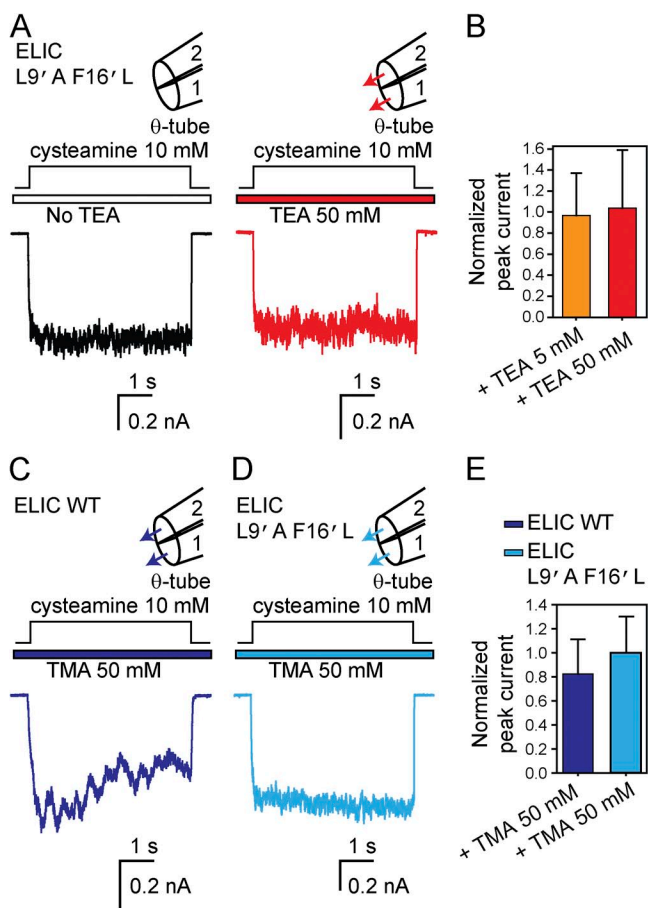 A
ELIC
L9′ A F16′ L
2
1
θ-tube
cysteamine 10 mM
No TEA
1 s
0.2 nA
2
1
θ-tube
cysteamine 10 mM
TEA 50 mM
1 s
0.2 nA
B
Normalized
peak current
1.6
1.4
1.2
1.0
0.8
0.6
0.4
0.2
0.0
+ TEA 5 mM
+ TEA 50 mM
C
ELIC WT
2
1
θ-tube
cysteamine 10 mM
TMA 50 mM
1 s
0.2 nA
D
ELIC
L9′ A F16′ L
2
1
θ-tube
cysteamine 10 mM
TMA 50 mM
1 s
0.2 nA
E
ELIC WT
ELIC
L9′ A F16′ L
Normalized
peak current
1.4
1.2
1.0
0.8
0.6
0.4
0.2
0.0
+ TMA 50 mM
+ TMA 50 mM